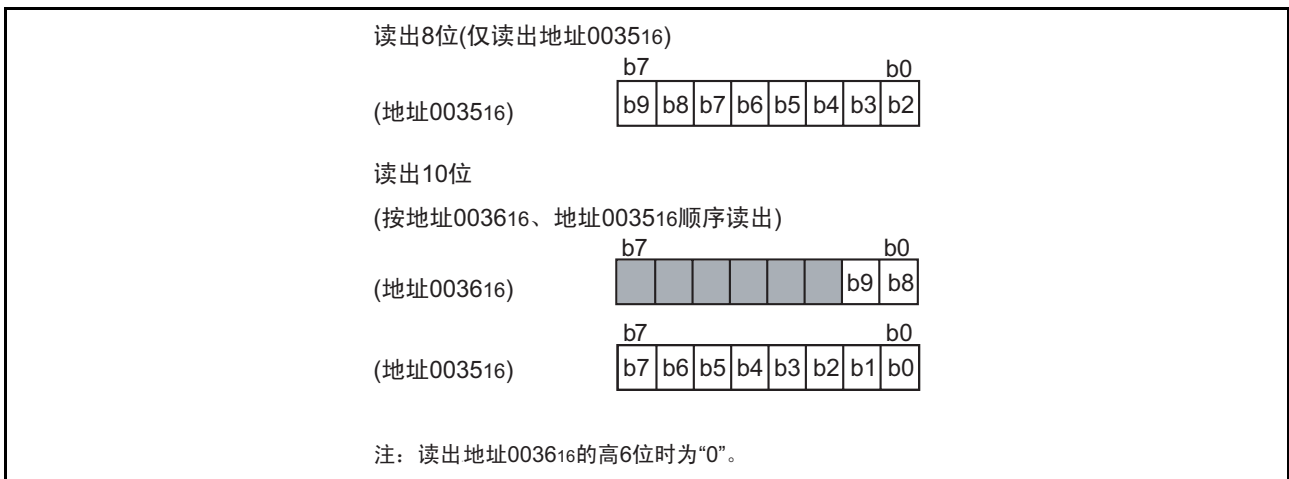 读出8位(仅读出地址003516)
b7 b0
(地址003516) b9 b8 b7 b6 b5 b4 b3 b2
读出10位
(按地址003616、地址003516顺序读出)
b7 b0
(地址003616) b9 b8
b7 b0
(地址003516) b7 b6 b5 b4 b3 b2 b1 b0
注：读出地址003616的高6位时为“0”。